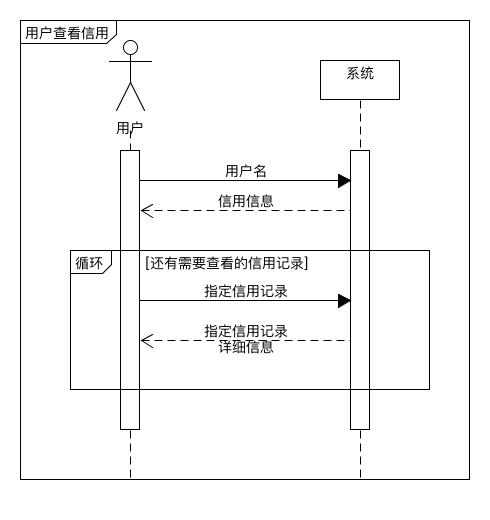 用户查看信用
系统
用户
用户名
信用信息
循环
[还有需要查看的信用记录]
指定信用记录
指定信用记录
详细信息